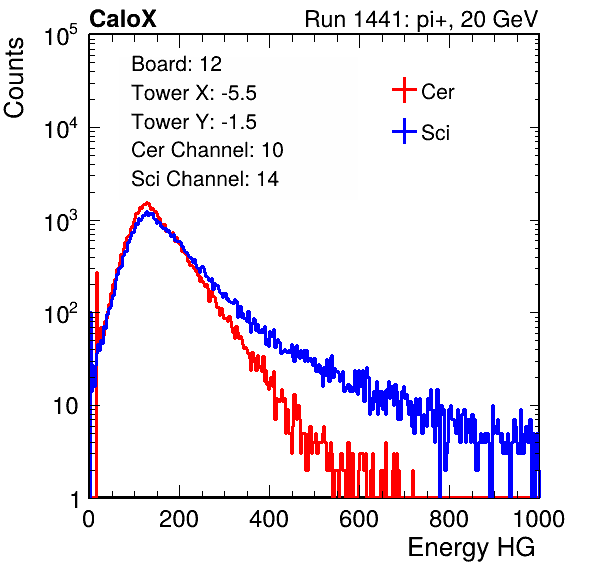 CaloX Run 1441: pi+, 20 GeV
Counts
10^5
10^4
10^3
10^2
10
1
Board: 12
Tower X: -5.5
Tower Y: -1.5
Cer Channel: 10
Sci Channel: 14
Cer
Sci
0 200 400 600 800 1000
Energy HG